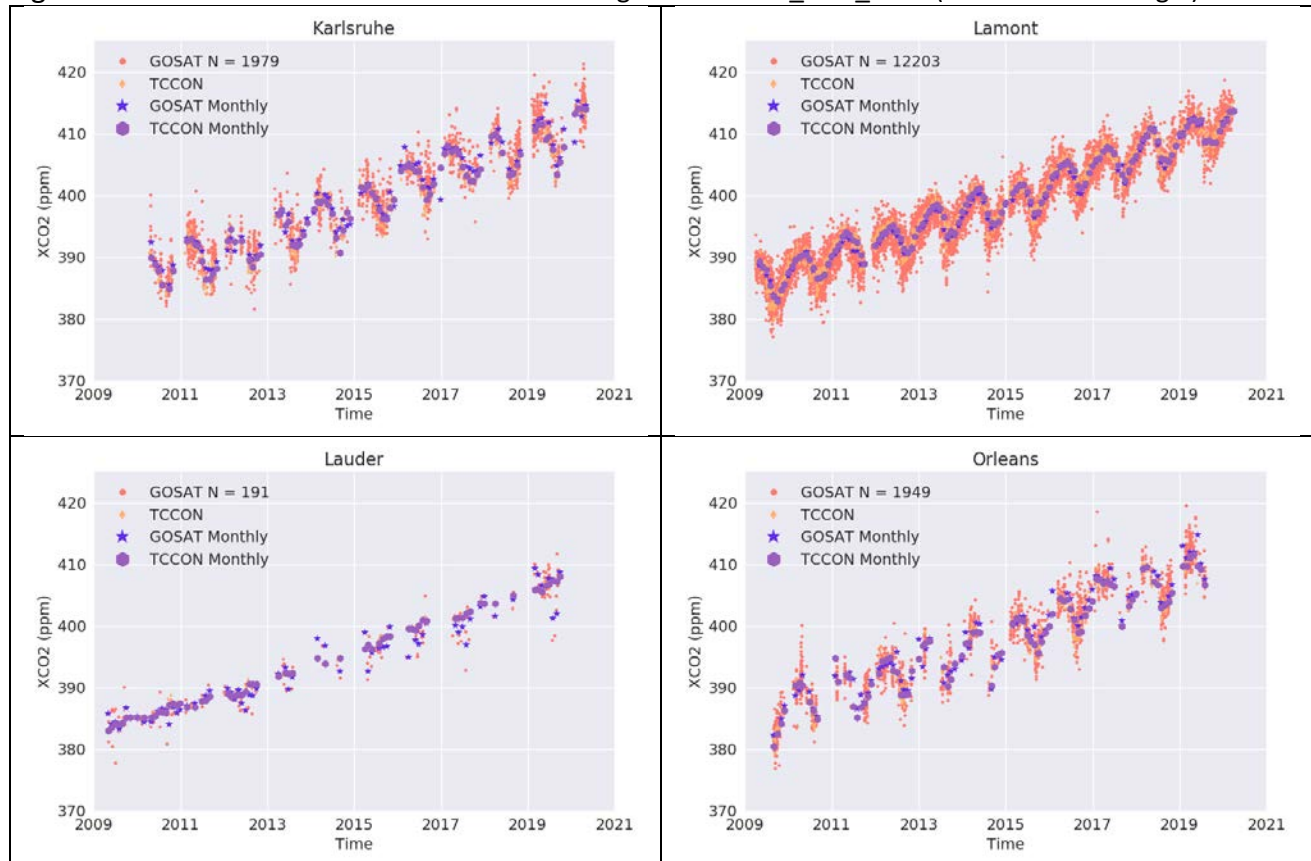 Karlsruhe
GOSAT N = 1979
TCCON
GOSAT Monthly
TCCON Monthly
420
410
400
390
380
370
XCO2 (ppm)
2009 2011 2013 2015 2017 2019 2021
Time
Lamont
GOSAT N = 12203
TCCON
GOSAT Monthly
TCCON Monthly
420
410
400
390
380
370
XCO2 (ppm)
2009 2011 2013 2015 2017 2019 2021
Time
Lauder
GOSAT N = 191
TCCON
GOSAT Monthly
TCCON Monthly
420
410
400
390
380
370
XCO2 (ppm)
2009 2011 2013 2015 2017 2019 2021
Time
Orleans
GOSAT N = 1949
TCCON
GOSAT Monthly
TCCON Monthly
420
410
400
390
380
370
XCO2 (ppm)
2009 2011 2013 2015 2017 2019 2021
Time